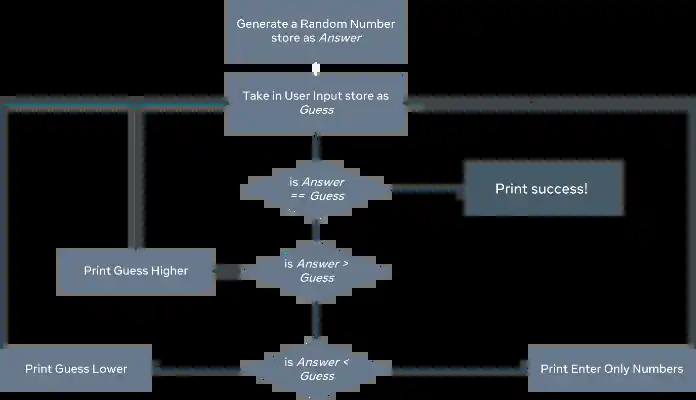 Generate a Random Number
store as Answer
Take in User Input store as
Guess
is Answer
== Guess
Print success!
is Answer >
Guess
Print Guess Higher
is Answer <
Guess
Print Guess Lower
Print Enter Only Numbers